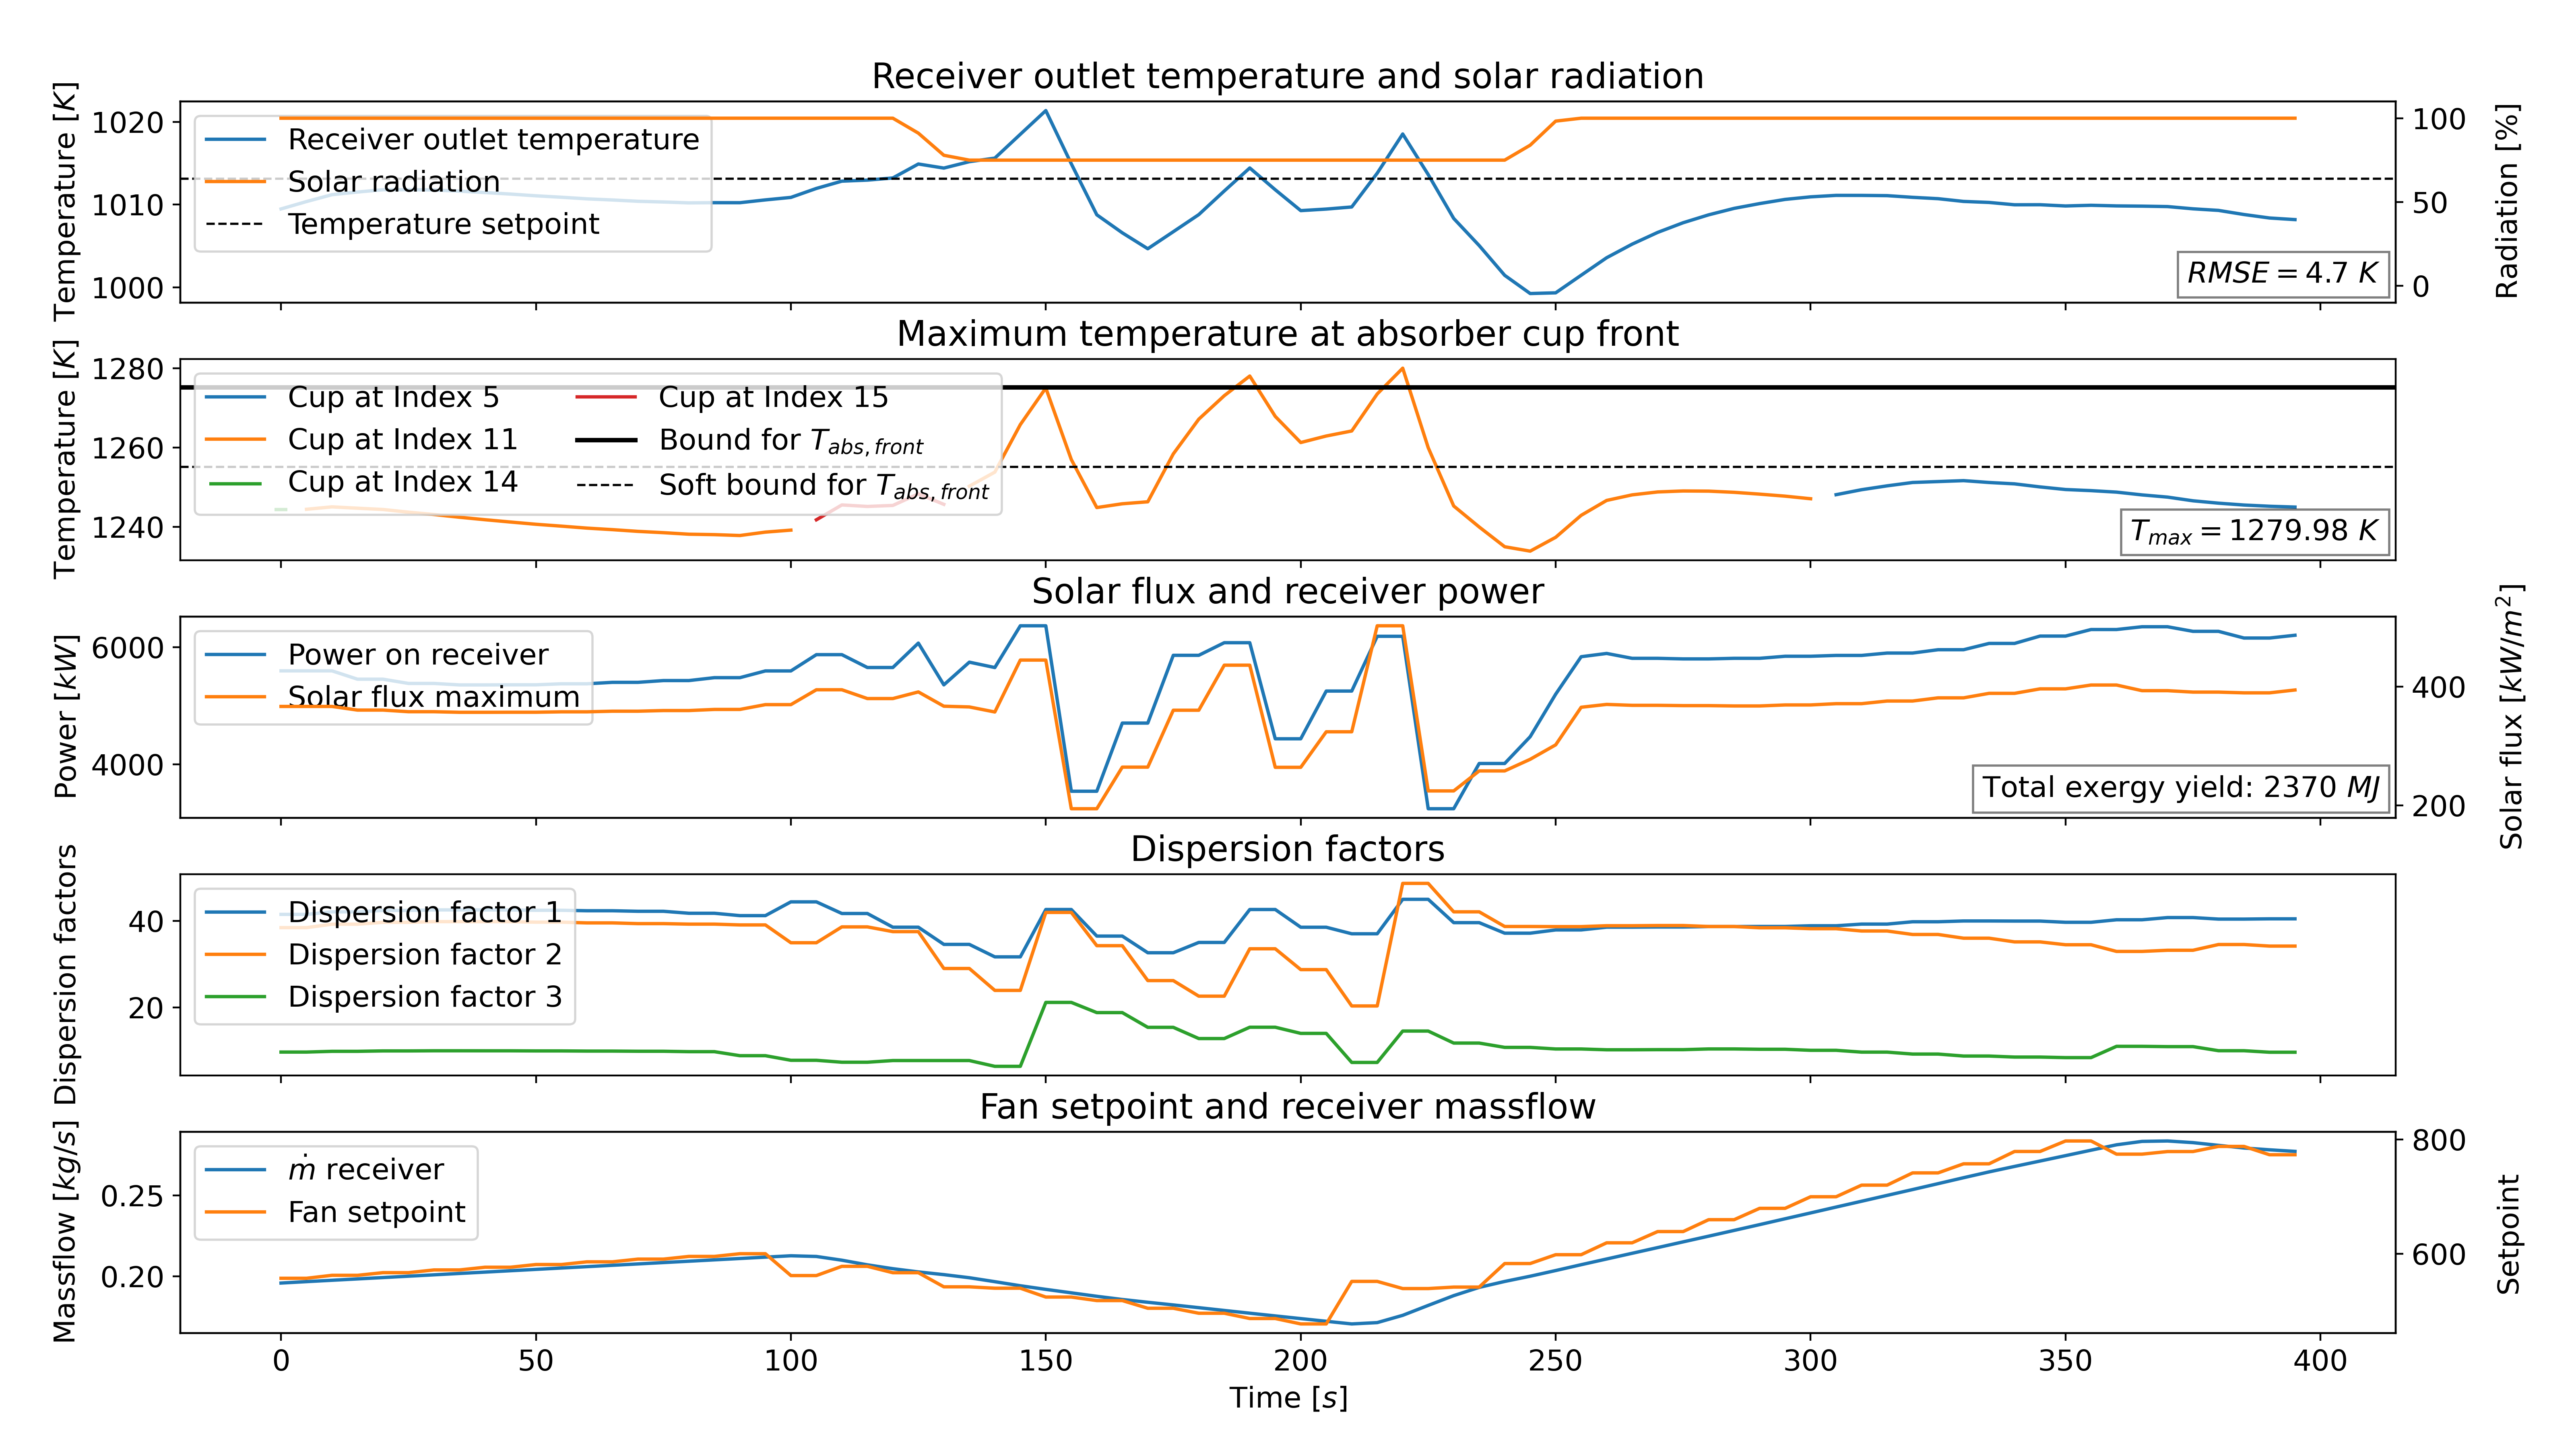 Receiver outlet temperature and solar radiation
Temperature [K]
1020
1010
1000
Receiver outlet temperature
Solar radiation
Temperature setpoint
RMSE = 4.7 K
100
50
0
Radiation [%]
Maximum temperature at absorber cup front
Temperature [K]
1280
1260
1240
Cup at Index 5
Cup at Index 11
Cup at Index 14
Cup at Index 15
Bound for T_{abs,front}
Soft bound for T_{abs,front}
T_{max} = 1279.98 K
Solar flux and receiver power
Power [kW]
6000
4000
Power on receiver
Solar flux maximum
Total exergy yield: 2370 MJ
400
200
Solar flux [kW/m²]
Dispersion factors
Dispersion factors
40
20
Dispersion factor 1
Dispersion factor 2
Dispersion factor 3
Fan setpoint and receiver massflow
Massflow [kg/s]
0.25
0.20
ṁ receiver
Fan setpoint
800
600
Setpoint
0 50 100 150 200 250 300 350 400
Time [s]